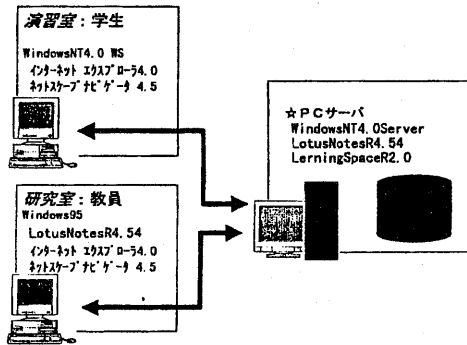 演習室：学生
WindowsNT4.0 WS
インターネット エクスプローラ4.0
ネットスケープナビゲータ 4.5
☆ＰＣサーバ
WindowsNT4.0Server
LotusNotesR4.54
LerningSpaceR2.0
研究室：教員
Windows95
LotusNotesR4.54
インターネット エクスプローラ4.0
ネットスケープナビゲータ 4.5